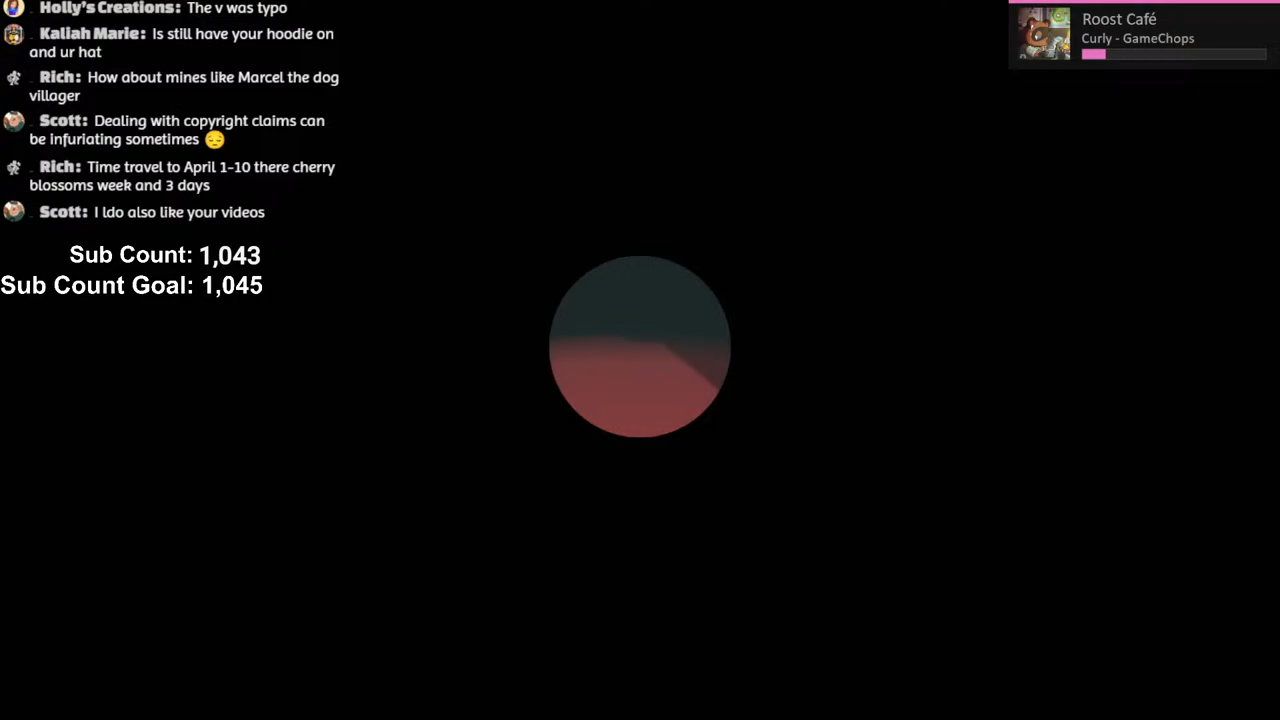 Holly's Creations: The v was typo
Kaliah Marie: Is still have your hoodie on
and ur hat
Rich: How about mines like Marcel the dog
villager
Scott: Dealing with copyright claims can
be infuriating sometimes 😔
Rich: Time travel to April 1-10 there cherry
blossoms week and 3 days
Scott: I ldo also like your videos
Sub Count: 1,043
Sub Count Goal: 1,045
Roost Café
Curly - GameChops